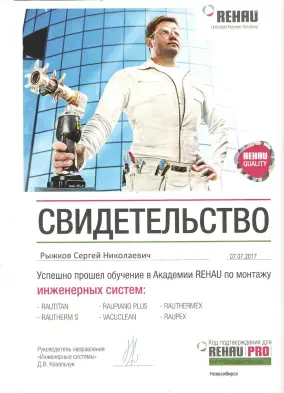 REHAU
Unlimited Polymer Solutions
REHAU
QUALITY
СВИДЕТЕЛЬСТВО
Рыжков Сергей Николаевич 07.07.2017
Успешно прошел обучение в Академии REHAU по монтажу
инженерных систем:
- RAUTITAN - RAUPIANO PLUS - RAUTHERMEX
- RAUTHERM S - VACUCLEAN - RAUPEX
Руководитель направления
«Инженерные системы»
Д.В. Ковальчук
Код подтверждения для
REHAU PRO
Новосибирск